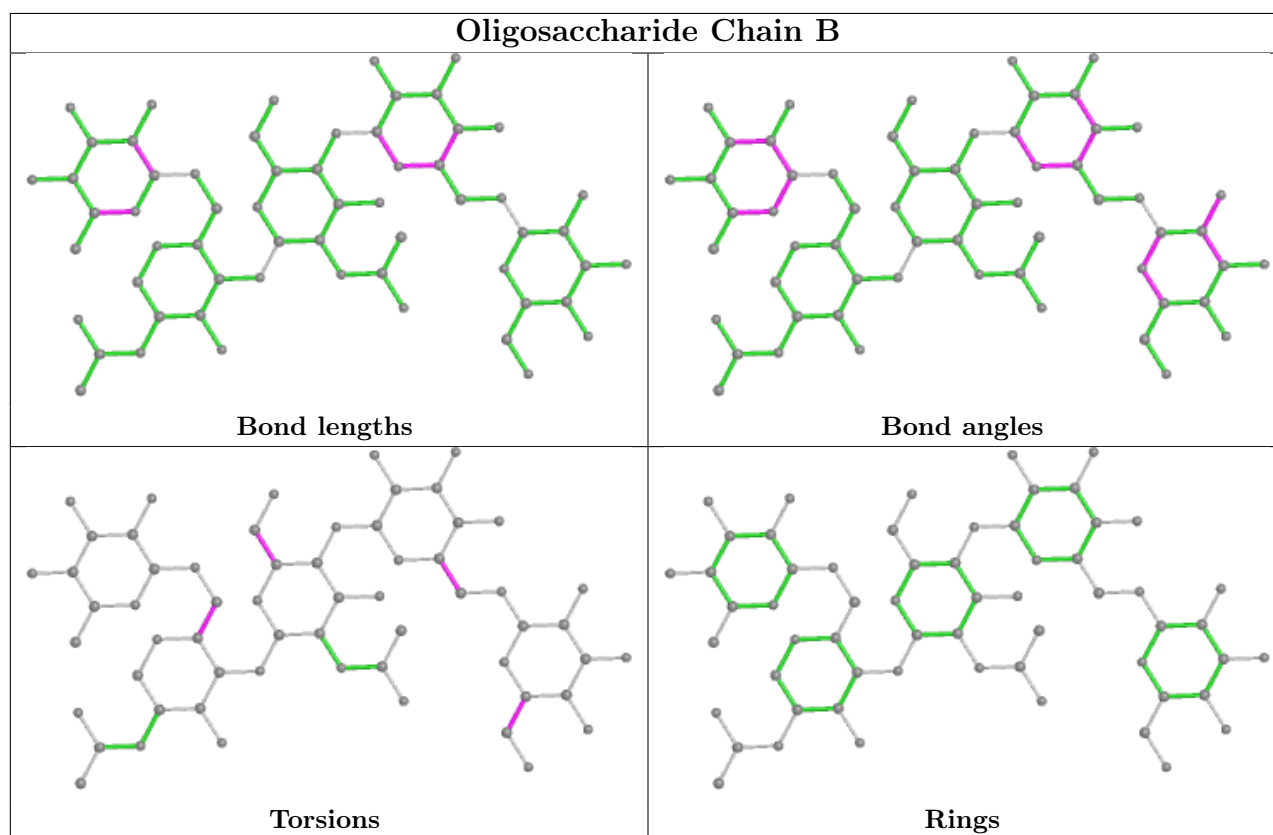 Oligosaccharide Chain B
Bond lengths
Bond angles
Torsions
Rings